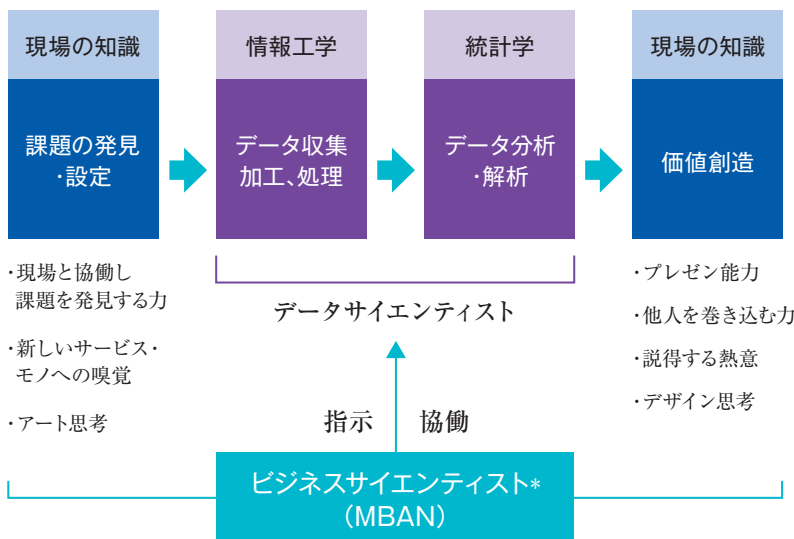 現場の知識
情報工学
統計学
現場の知識
課題の発見
・設定
データ収集
加工、処理
データ分析
・解析
価値創造
・現場と協働し
課題を発見する力
・新しいサービス・
モノへの嗅覚
・アート思考
データサイエンティスト
・プレゼン能力
・他人を巻き込む力
・説得する熱意
・デザイン思考
指示 協働
ビジネスサイエンティスト*
(MBAN)